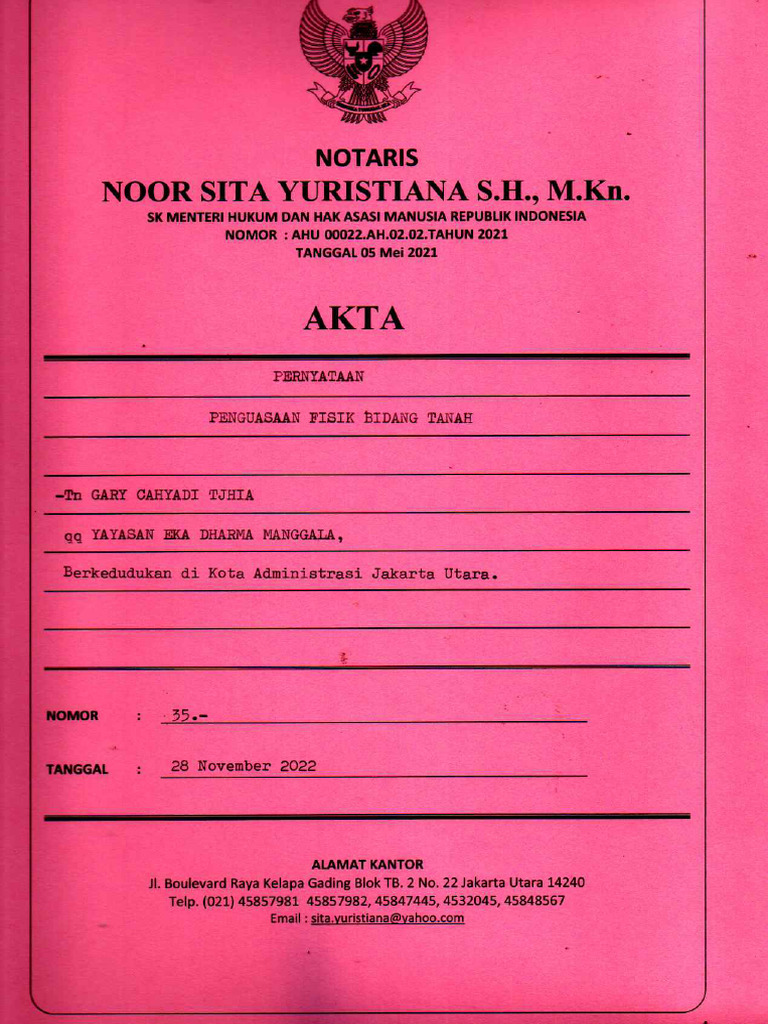 NOTARIS
NOOR SITA YURISTIANA S.H., M.Kn.
SK MENTERI HUKUM DAN HAK ASASI MANUSIA REPUBLIK INDONESIA
NOMOR : AHU 00022.AH.02.02.TAHUN 2021
TANGGAL 05 Mei 2021
AKTA
PERNYATAAN
PENGUASAAN FISIK BIDANG TANAH
-Tn GARY CAHYADI TJHIA
qq YAYASAN EKA DHARMA MANGGALA,
Berkedudukan di Kota Administrasi Jakarta Utara.
NOMOR : 35.-
TANGGAL : 28 November 2022
ALAMAT KANTOR
Jl. Boulevard Raya Kelapa Gading Blok TB. 2 No. 22 Jakarta Utara 14240
Telp. (021) 45857981 45857982, 45847445, 4532045, 45848567
Email : sita.yuristiana@yahoo.com